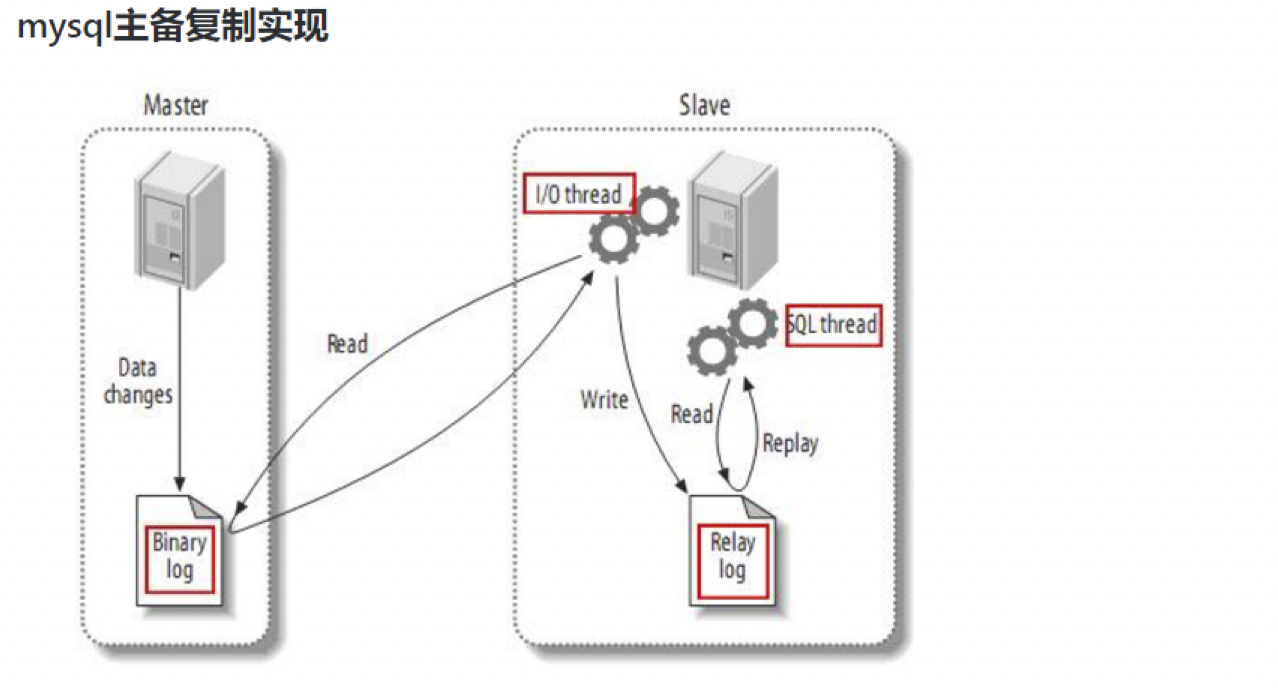 mysql主备复制实现
Master
Slave
I/O thread
SQL thread
Read
Data
changes
Write
Read
Replay
Binary
log
Relay
log